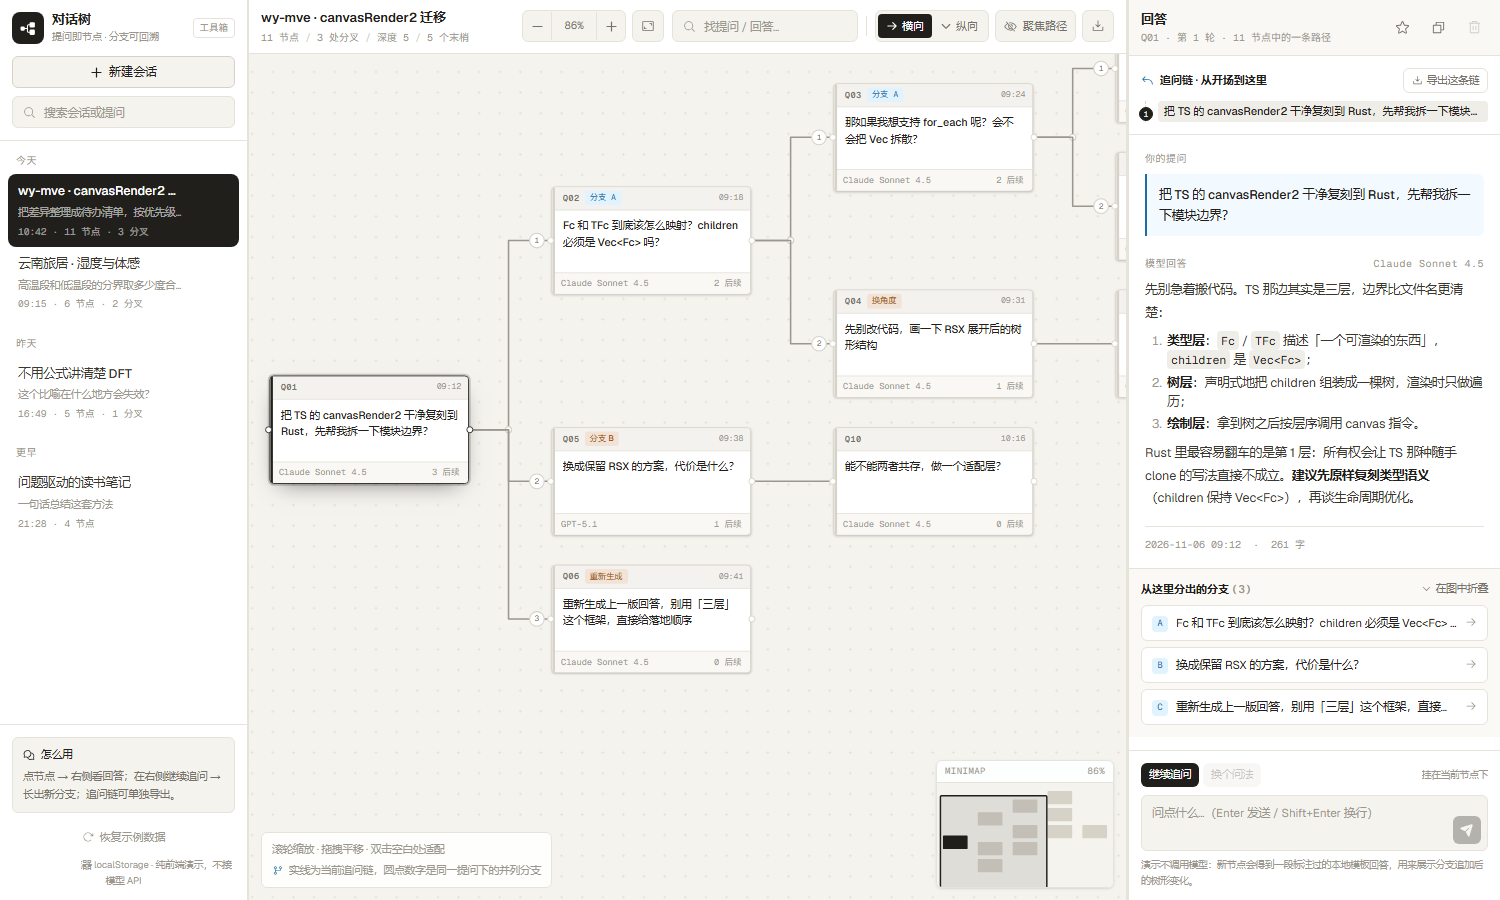 对话树
提问即节点 · 分支可回溯
工具箱
新建会话
搜索会话或提问
今天
wy-mve · canvasRender2 ...
把差异整理成待办清单，按优先级...
10:42 · 11 节点 · 3 分叉
云南旅居 · 湿度与体感
高温段和低温段的分界取多少度合...
09:15 · 6 节点 · 2 分叉
昨天
不用公式讲清楚 DFT
这个比喻在什么地方会失效？
16:49 · 5 节点 · 1 分叉
更早
问题驱动的读书笔记
一句话总结这套方法
21:28 · 4 节点
怎么用
点节点 → 右侧看回答；在右侧继续追问 →
长出新分支；追问链可单独导出。
恢复示例数据
localStorage · 纯前端演示，不接
模型 API
wy-mve · canvasRender2 迁移
11 节点 / 3 处分叉 / 深度 5 / 5 个末梢
86%
找提问 / 回答...
横向
纵向
聚焦路径
Q01
09:12
把 TS 的 canvasRender2 干净复刻到
Rust，先帮我拆一下模块边界？
Claude Sonnet 4.5
3 后续
1
2
3
Q02
分支 A
09:18
Fc 和 TFc 到底该怎么映射？children
必须是 Vec<Fc> 吗？
Claude Sonnet 4.5
2 后续
Q05
分支 B
09:38
换成保留 RSX 的方案，代价是什么？
GPT-5.1
1 后续
Q06
重新生成
09:41
重新生成上一版回答，别用「三层」
这个框架，直接给落地顺序
Claude Sonnet 4.5
0 后续
1
2
Q03
分支 A
09:24
那如果我想支持 for_each 呢？会不
会把 Vec 拆散？
Claude Sonnet 4.5
2 后续
Q04
换角度
09:31
先别改代码，画一下 RSX 展开后的树
形结构
Claude Sonnet 4.5
1 后续
Q10
10:16
能不能两者共存，做一个适配层？
Claude Sonnet 4.5
0 后续
1
2
滚轮缩放 · 拖拽平移 · 双击空白处适配
实线为当前追问链，圆点数字是同一提问下的并列分支
MINIMAP
86%
回答
Q01 · 第 1 轮 · 11 节点中的一条路径
追问链 · 从开场到这里
导出这条链
1
把 TS 的 canvasRender2 干净复刻到 Rust，先帮我拆一下模块...
你的提问
把 TS 的 canvasRender2 干净复刻到 Rust，先帮我拆一
下模块边界？
模型回答
Claude Sonnet 4.5
先别急着搬代码。TS 那边其实是三层，边界比文件名更清
楚：
1. 类型层：Fc / TFc 描述「一个可渲染的东西」，
children 是 Vec<Fc>；
2. 树层：声明式地把 children 组装成一棵树，渲染时只做遍
历；
3. 绘制层：拿到树之后按层序调用 canvas 指令。
Rust 里最容易翻车的是第 1 层：所有权会让 TS 那种随手
clone 的写法直接不成立。建议先原样复刻类型语义
（children 保持 Vec<Fc>），再谈生命周期优化。
2026-11-06 09:12 · 261 字
从这里分出的分支 (3)
在图中折叠
A
Fc 和 TFc 到底该怎么映射？children 必须是 Vec<Fc> ...
B
换成保留 RSX 的方案，代价是什么？
C
重新生成上一版回答，别用「三层」这个框架，直接...
继续追问
换个问法
挂在当前节点下
问点什么...（Enter 发送 / Shift+Enter 换行）
演示不调用模型：新节点会得到一段标注过的本地模板回答，用来展示分支追加后
的树形变化。